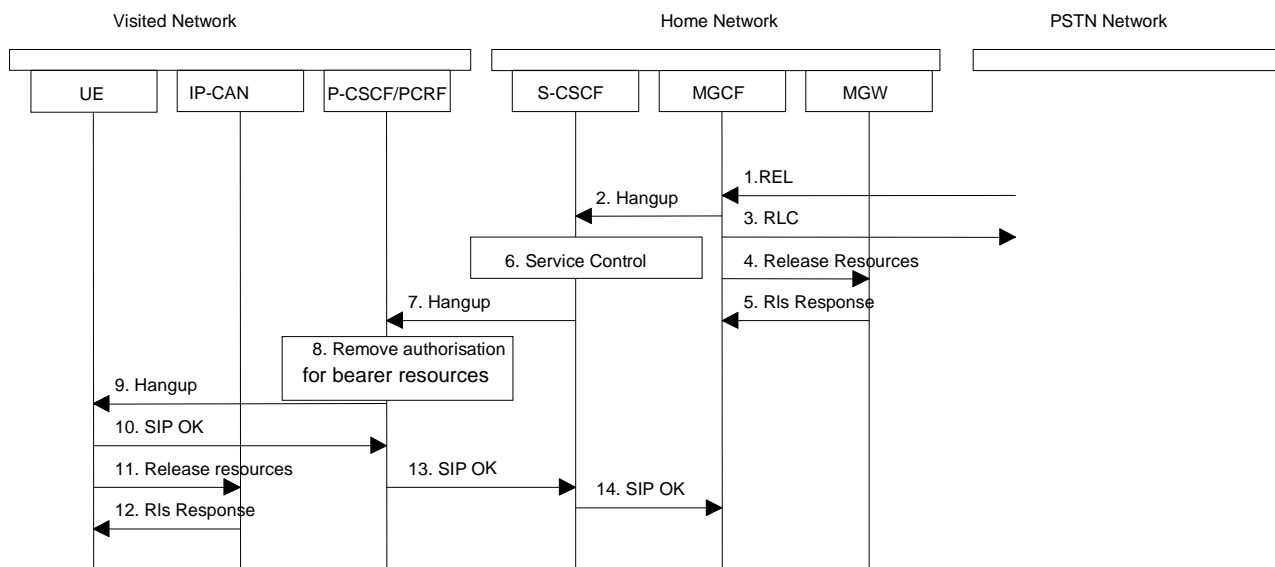 Visited Network
Home Network
PSTN Network
UE
IP-CAN
P-CSCF/PCRF
S-CSCF
MGCF
MGW
1.REL
2. Hangup
3. RLC
6. Service Control
4. Release Resources
7. Hangup
5. Rls Response
8. Remove authorisation
for bearer resources
9. Hangup
10. SIP OK
11. Release resources
13. SIP OK
14. SIP OK
12. Rls Response